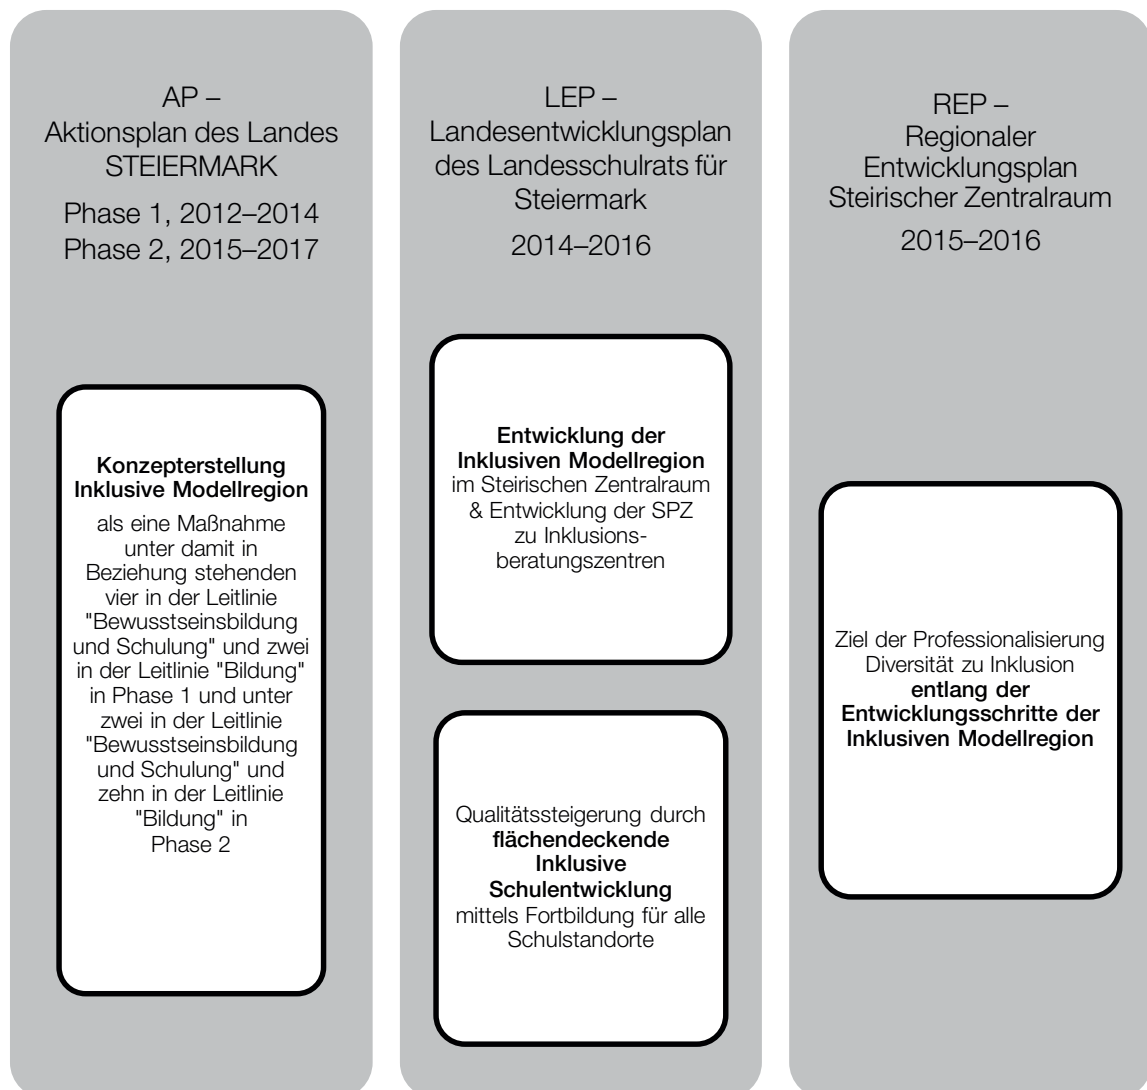 AP –
Aktionsplan des Landes
STEIERMARK
Phase 1, 2012–2014
Phase 2, 2015–2017
Konzepterstellung
Inklusive Modellregion
als eine Maßnahme
unter damit in
Beziehung stehenden
vier in der Leitlinie
"Bewusstseinsbildung
und Schulung" und zwei
in der Leitlinie "Bildung"
in Phase 1 und unter
zwei in der Leitlinie
"Bewusstseinsbildung
und Schulung" und
zehn in der Leitlinie
"Bildung" in
Phase 2
LEP –
Landesentwicklungsplan
des Landesschulrats für
Steiermark
2014–2016
Entwicklung der
Inklusiven Modellregion
im Steirischen Zentralraum
& Entwicklung der SPZ
zu Inklusions-
beratungszentren
Qualitätssteigerung durch
flächendeckende
Inklusive
Schulentwicklung
mittels Fortbildung für alle
Schulstandorte
REP –
Regionaler
Entwicklungsplan
Steirischer Zentralraum
2015–2016
Ziel der Professionalisierung
Diversität zu Inklusion
entlang der
Entwicklungsschritte der
Inklusiven Modellregion